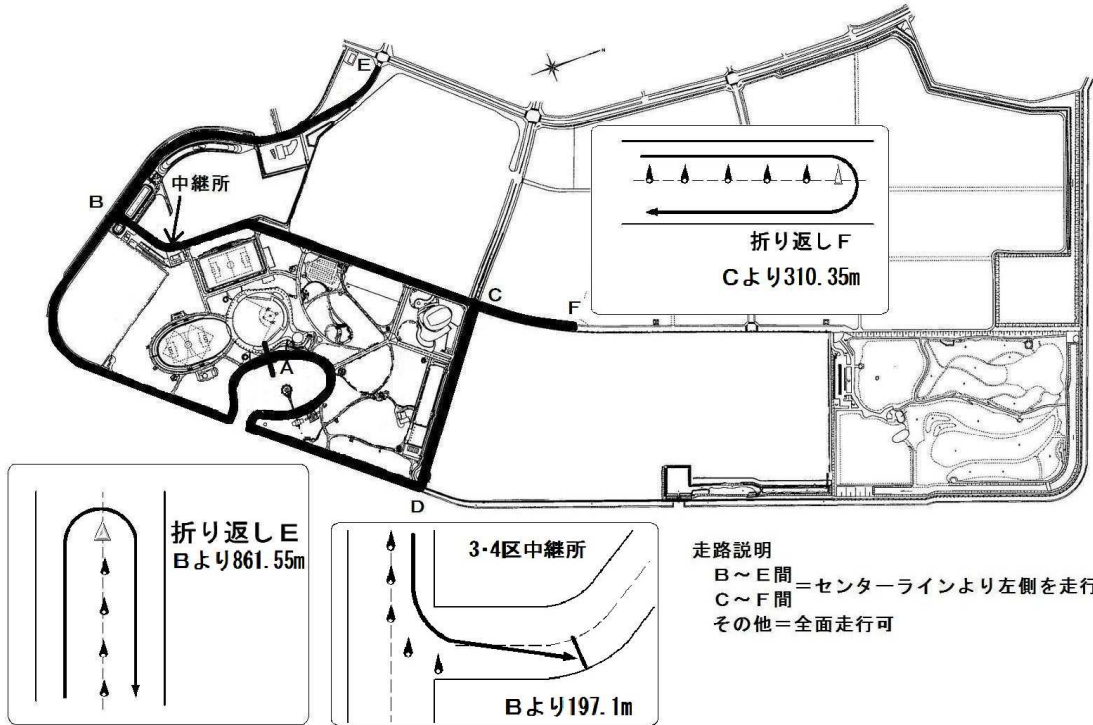 E
B
中継所
折り返しF
Cより310.35m
C
F
A
D
折り返しE
Bより861.55m
3・4区中継所
Bより197.1m
走路説明
B～E間
C～F間
＝センターラインより左側を走行
その他＝全面走行可